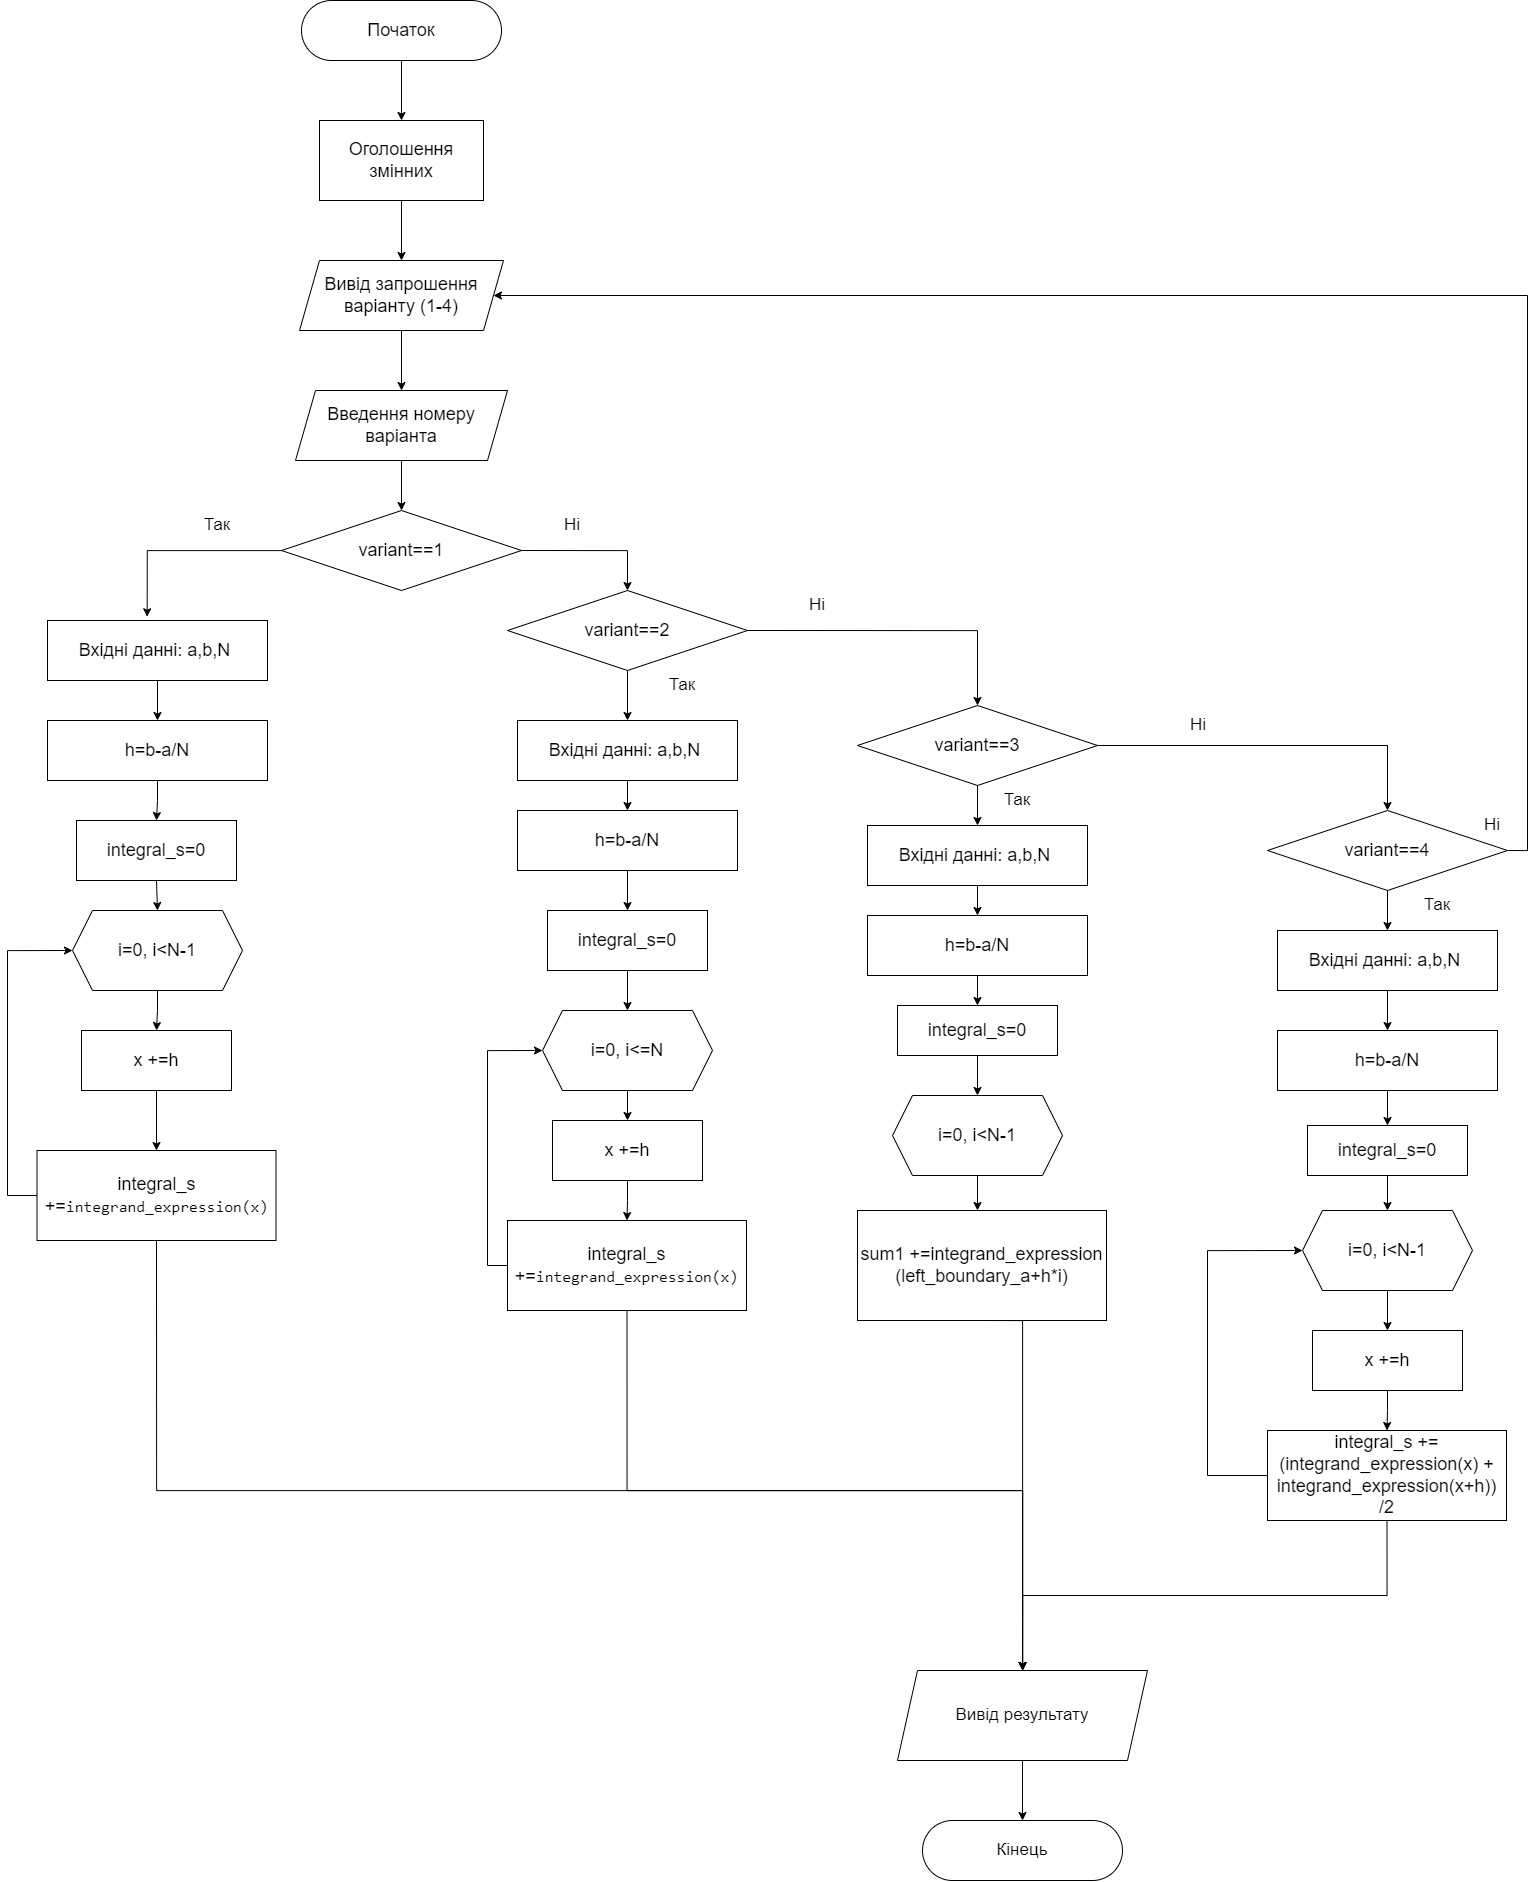 Початок
Оголошення
змінних
Вивід запрошення
варіанту (1-4)
Введення номеру
варіанта
Так
Ні
variant==1
Ні
variant==2
Так
Вхідні данні: a,b,N
h=b-a/N
integral_s=0
i=0, i<N-1
x +=h
integral_s
+=integrand_expression(x)
Вхідні данні: a,b,N
h=b-a/N
integral_s=0
i=0, i<=N
x +=h
integral_s
+=integrand_expression(x)
Ні
variant==3
Так
Вхідні данні: a,b,N
h=b-a/N
integral_s=0
i=0, i<N-1
sum1 +=integrand_expression
(left_boundary_a+h*i)
Ні
variant==4
Так
Вхідні данні: a,b,N
h=b-a/N
integral_s=0
i=0, i<N-1
x +=h
integral_s +=
(integrand_expression(x) +
integrand_expression(x+h))
/2
Вивід результату
Кінець